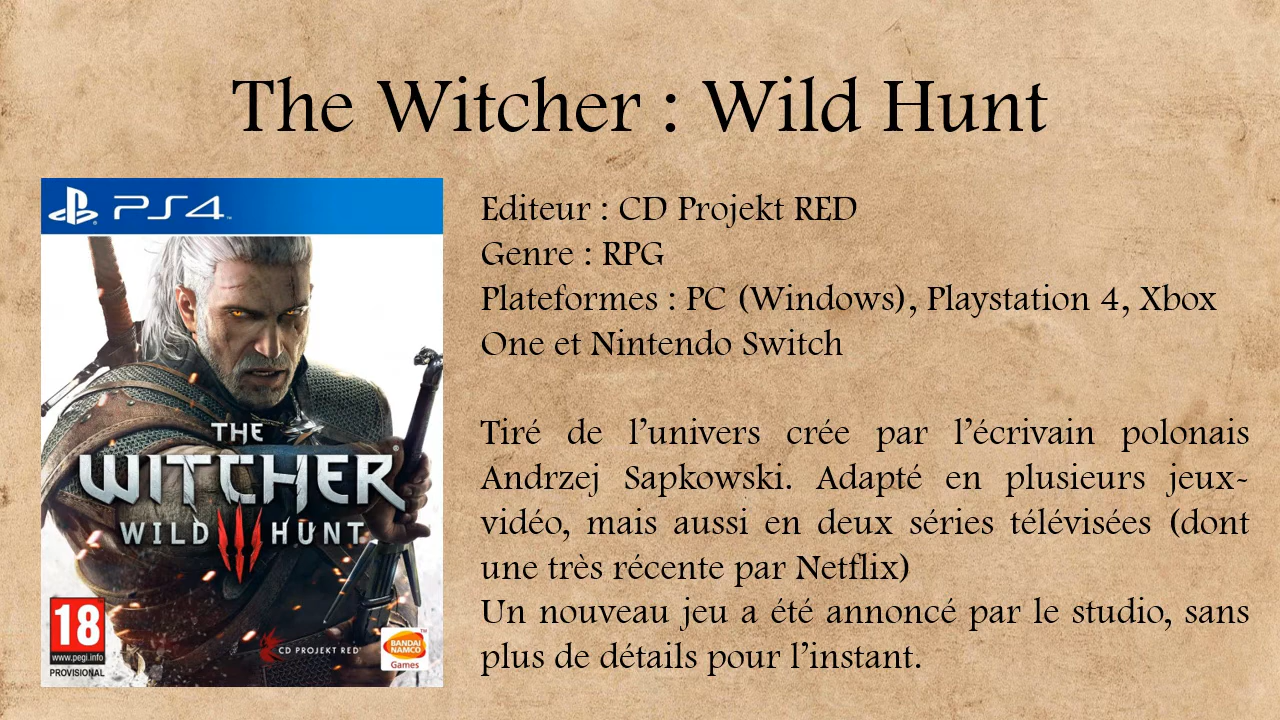 The Witcher : Wild Hunt
PS4
THE
WITCHER
WILD III HUNT
18
www.pegi.info
PROVISIONAL
CD PROJEKT RED
BANDAI
NAMCO
Games
Editeur : CD Projekt RED
Genre : RPG
Plateformes : PC (Windows), Playstation 4, Xbox
One et Nintendo Switch
Tiré de l'univers crée par l'écrivain polonais
Andrzej Sapkowski. Adapté en plusieurs jeux-
vidéo, mais aussi en deux séries télévisées (dont
une très récente par Netflix)
Un nouveau jeu a été annoncé par le studio, sans
plus de détails pour l'instant.